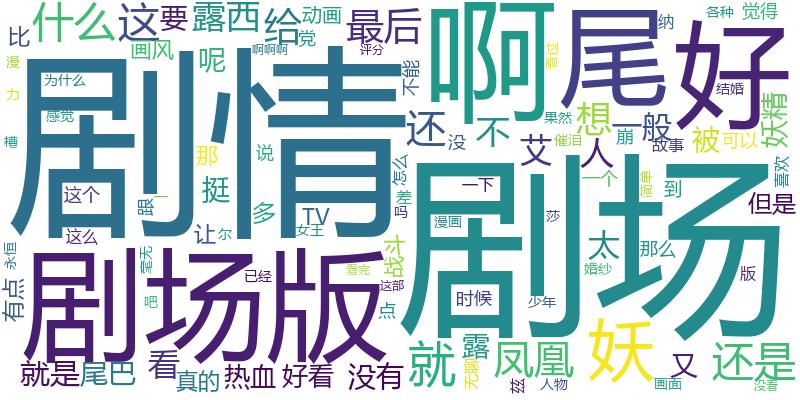 什么 这 要 露西 给 动画 最后 啊 尾 好 各种 觉得
比 画风 呢 党 啊啊啊 评分 不能 看过 纳
漫 为什么
力 感觉
槽 那 说 还 没 不 果然 想 一般 结婚 妖精
剧情 剧场
催泪 崩 故事 被 可以
这个 跟 一 挺 多 TV 怎么 差 吗 一下 艾 人 一个 简单 到 喜欢
这么 让 尔 女王 漫画 莎 太 那么 但是
永恒 毫无 剧场版 战斗 婚纱
有点 吧 已经 看完 这部 点 时候 少年 版
就是 尾巴 看 真的 热血 好看 没有 就 露 无聊 凤凰 兹 人物 妖 画面 又 还是 没看